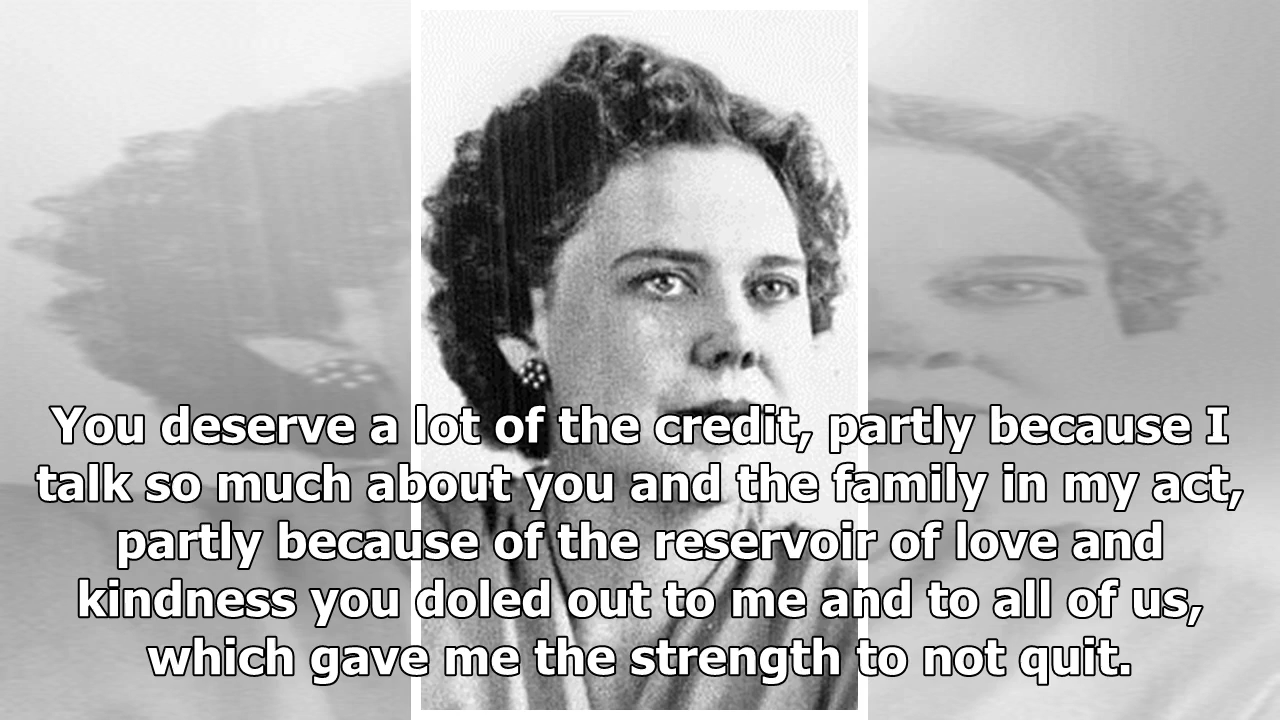 You deserve a lot of the credit, partly because I
talk so much about you and the family in my act,
partly because of the reservoir of love and
kindness you doled out to me and to all of us,
which gave me the strength to not quit.